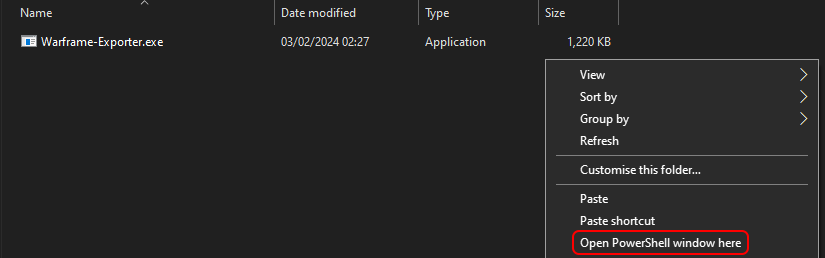 Name Date modified Type Size
Warframe-Exporter.exe 03/02/2024 02:27 Application 1,220 KB
View
Sort by
Group by
Refresh
Customise this folder...
Paste
Paste shortcut
Open PowerShell window here